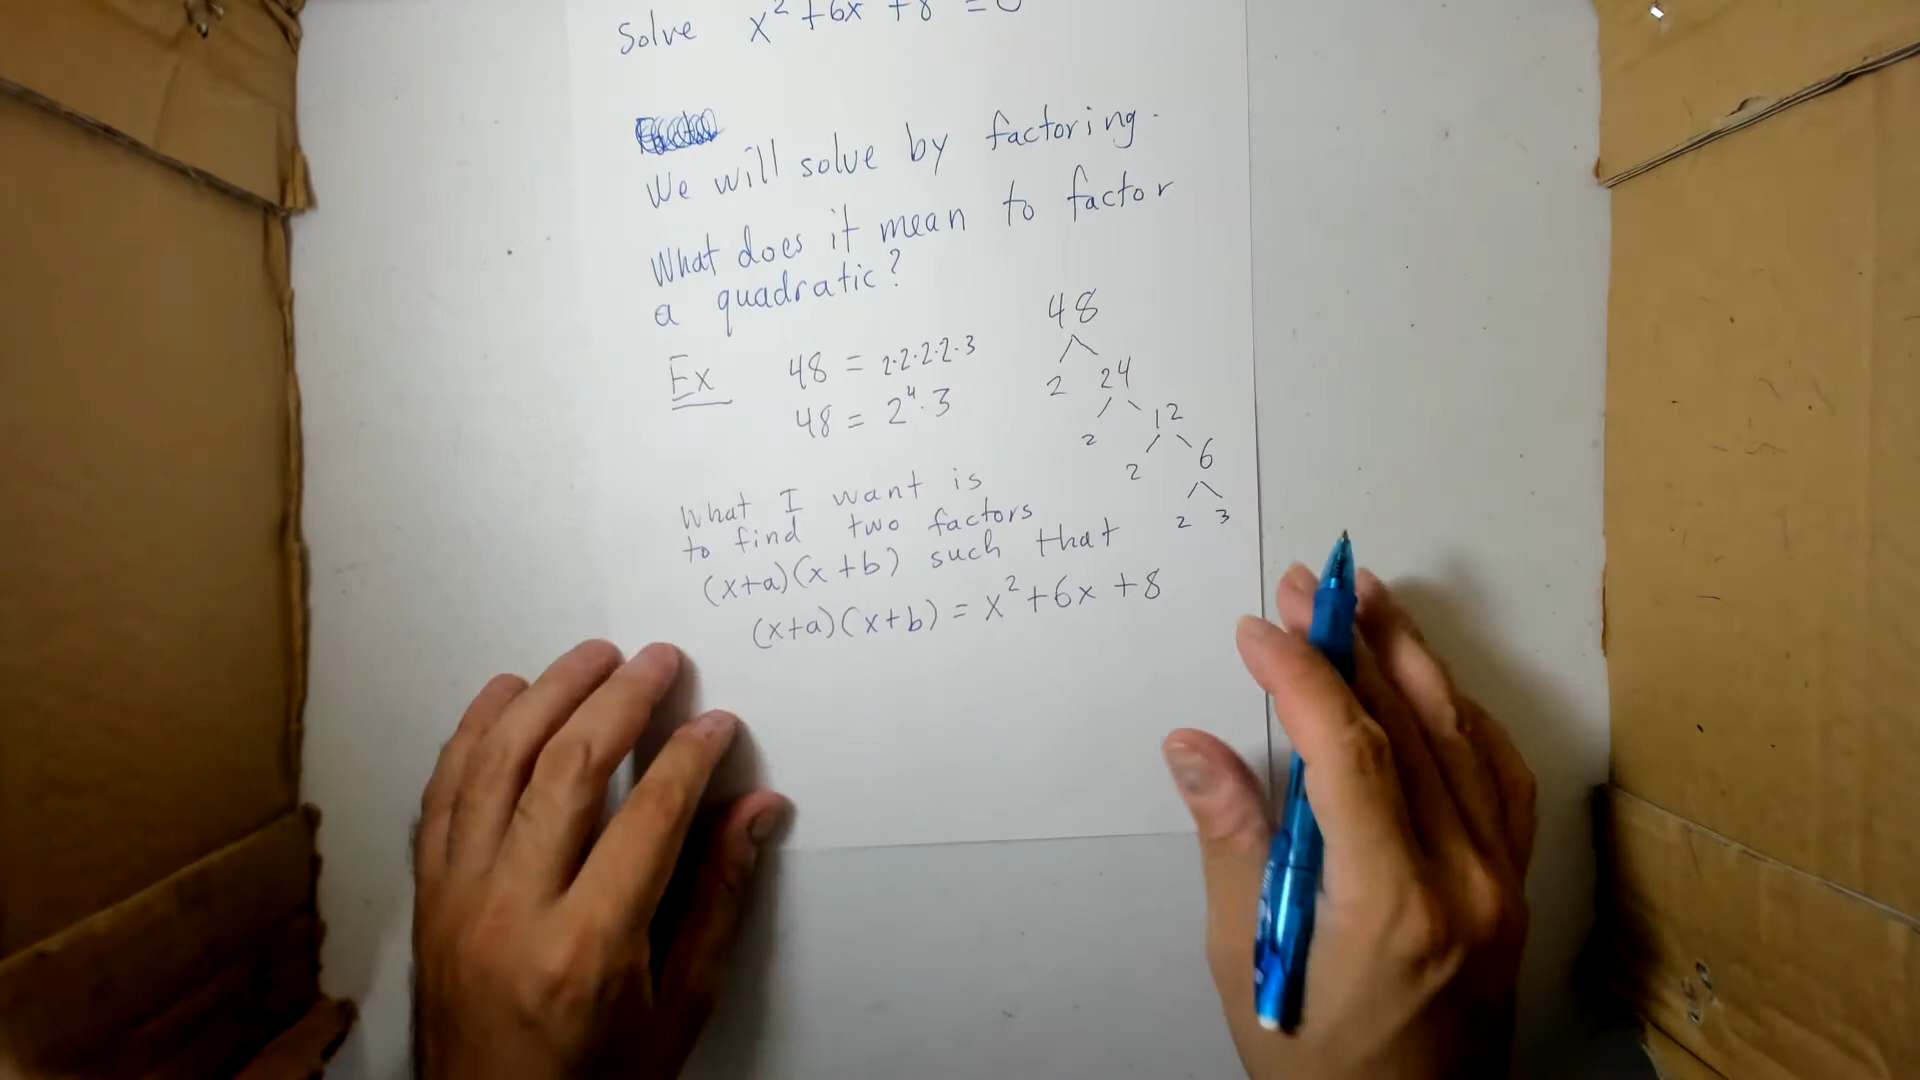 Solve x² + 6x + 8 = 0
We will solve by factoring.
What does it mean to factor
a quadratic?
Ex 48 = 2·2·2·2·3
48 = 2⁴·3
48
2 24
2 12
2 6
2 3
What I want is
to find two factors
(x+a)(x+b) such that
(x+a)(x+b) = x² + 6x + 8